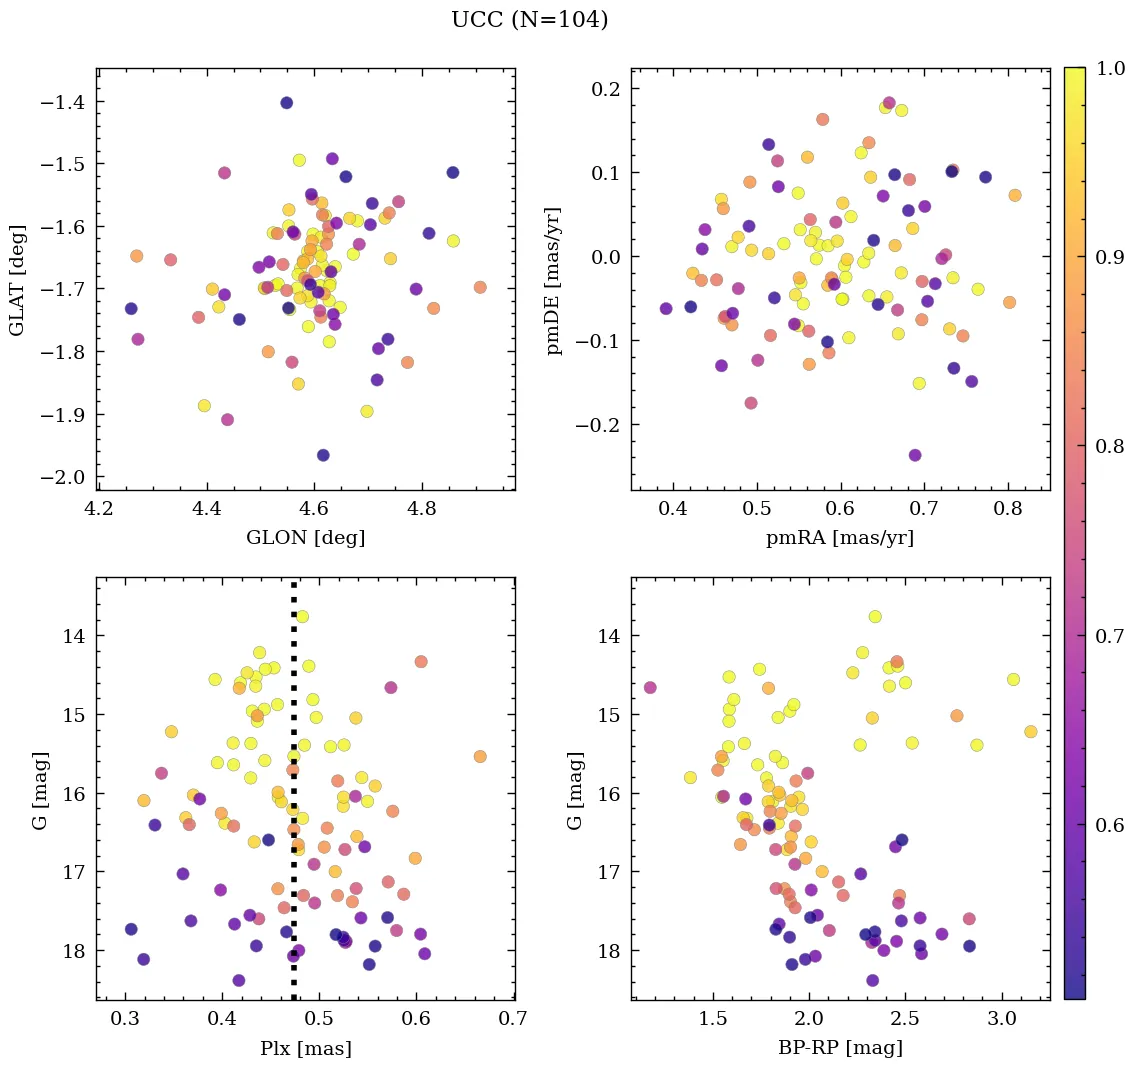 UCC (N=104)
−1.4
−1.5
−1.6
−1.7
−1.8
−1.9
−2.0
GLAT [deg]
4.2 4.4 4.6 4.8
GLON [deg]
0.2
0.1
0.0
−0.1
−0.2
pmDE [mas/yr]
0.4 0.5 0.6 0.7 0.8
pmRA [mas/yr]
14
15
16
17
18
G [mag]
0.3 0.4 0.5 0.6 0.7
Plx [mas]
14
15
16
17
18
G [mag]
1.5 2.0 2.5 3.0
BP-RP [mag]
1.0
0.9
0.8
0.7
0.6